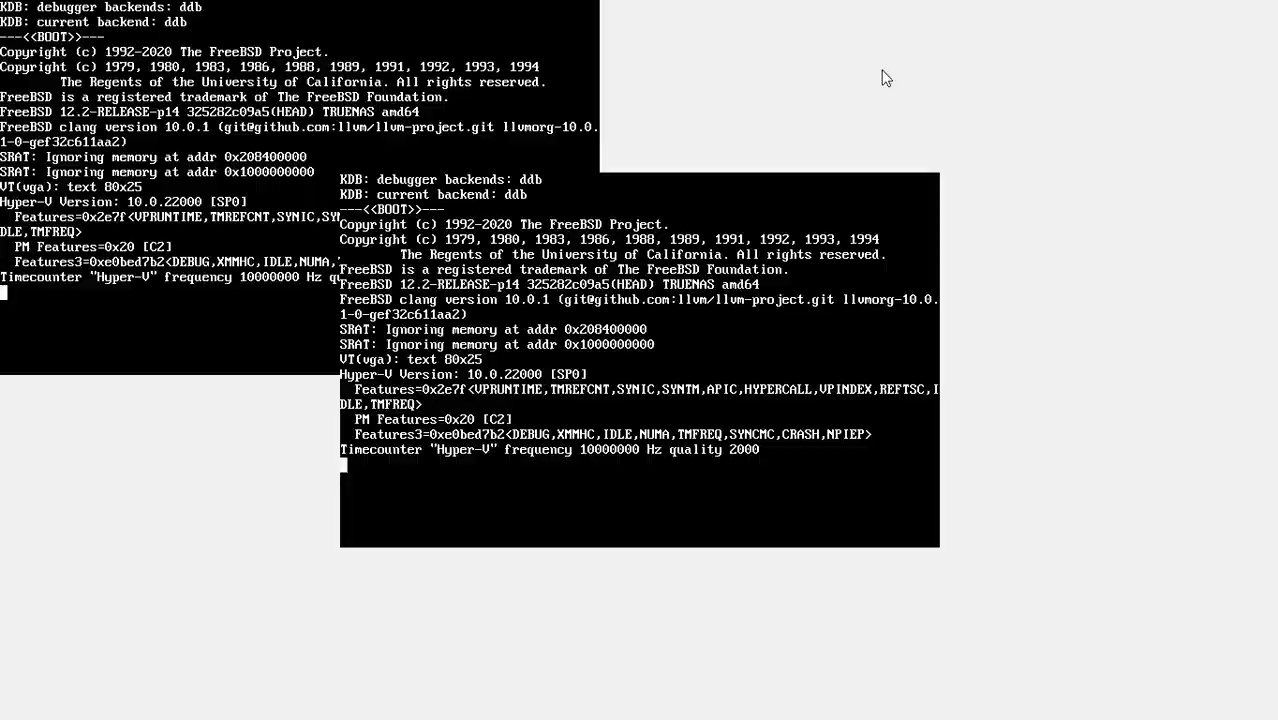 KDB: debugger backends: ddb
KDB: current backend: ddb
---<<BOOT>>---
Copyright (c) 1992-2020 The FreeBSD Project.
Copyright (c) 1979, 1980, 1983, 1986, 1988, 1989, 1991, 1992, 1993, 1994
The Regents of the University of California. All rights reserved.
FreeBSD is a registered trademark of The FreeBSD Foundation.
FreeBSD 12.2-RELEASE-p14 325282c09a5(HEAD) TRUENAS amd64
FreeBSD clang version 10.0.1 (git@github.com:llvm/llvm-project.git llvmorg-10.0.
1-0-gef32c611aa2)
SRAT: Ignoring memory at addr 0x208400000
SRAT: Ignoring memory at addr 0x1000000000
VT(vga): text 80x25
Hyper-V Version: 10.0.22000 [SP0]
Features=0x2e7f<VPRUNTIME,TMREFCNT,SYNIC,SY
DLE,TMFREQ>
PM Features=0x20 [C2]
Features3=0xe0bed7b2<DEBUG,XMMHC,IDLE,NUMA,
Timecounter "Hyper-V" frequency 10000000 Hz
KDB: debugger backends: ddb
KDB: current backend: ddb
---<<BOOT>>---
Copyright (c) 1992-2020 The FreeBSD Project.
Copyright (c) 1979, 1980, 1983, 1986, 1988, 1989, 1991, 1992, 1993, 1994
The Regents of the University of California. All rights reserved.
FreeBSD is a registered trademark of The FreeBSD Foundation.
FreeBSD 12.2-RELEASE-p14 325282c09a5(HEAD) TRUENAS amd64
FreeBSD clang version 10.0.1 (git@github.com:llvm/llvm-project.git llvmorg-10.0.
1-0-gef32c611aa2)
SRAT: Ignoring memory at addr 0x208400000
SRAT: Ignoring memory at addr 0x1000000000
VT(vga): text 80x25
Hyper-V Version: 10.0.22000 [SP0]
Features=0x2e7f<VPRUNTIME,TMREFCNT,SYNIC,SYNTM,APIC,HYPERCALL,VPINDEX,REFTSC,I
DLE,TMFREQ>
PM Features=0x20 [C2]
Features3=0xe0bed7b2<DEBUG,XMMHC,IDLE,NUMA,TMFREQ,SYNCMC,CRASH,NPIEP>
Timecounter "Hyper-V" frequency 10000000 Hz quality 2000